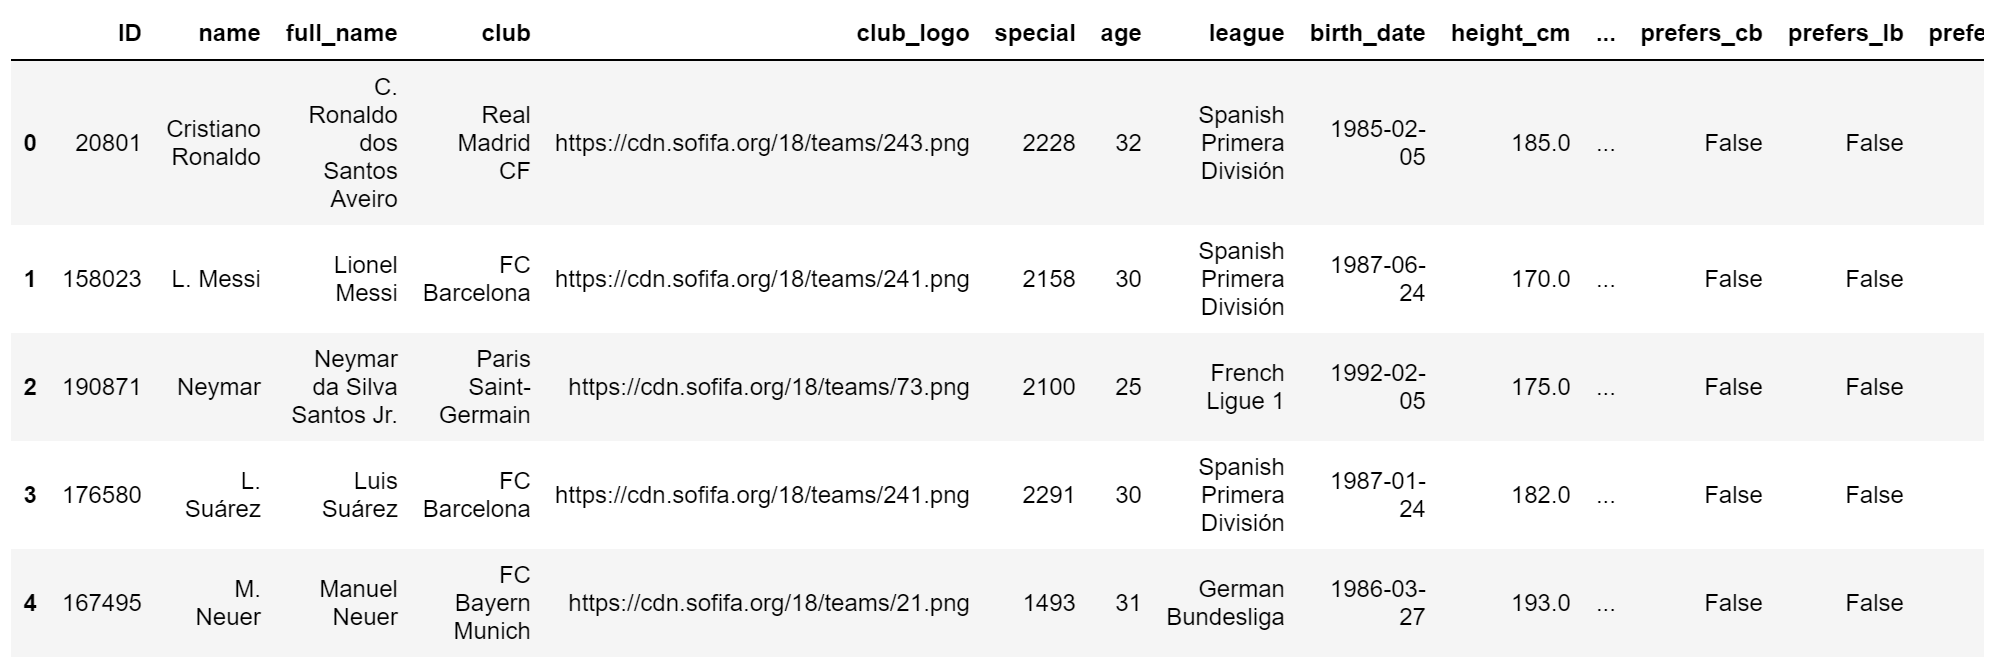 ID name full_name club club_logo special age league birth_date height_cm ... prefers_cb prefers_lb prefe
0 20801 Cristiano Ronaldo C. Ronaldo dos Santos Aveiro Real Madrid CF https://cdn.sofifa.org/18/teams/243.png 2228 32 Spanish Primera División 1985-02-05 185.0 ... False False
1 158023 L. Messi Lionel Messi FC Barcelona https://cdn.sofifa.org/18/teams/241.png 2158 30 Spanish Primera División 1987-06-24 170.0 ... False False
2 190871 Neymar Neymar da Silva Santos Jr. Paris Saint-Germain https://cdn.sofifa.org/18/teams/73.png 2100 25 French Ligue 1 1992-02-05 175.0 ... False False
3 176580 L. Suárez Luis Suárez FC Barcelona https://cdn.sofifa.org/18/teams/241.png 2291 30 Spanish Primera División 1987-01-24 182.0 ... False False
4 167495 M. Neuer Manuel Neuer FC Bayern Munich https://cdn.sofifa.org/18/teams/21.png 1493 31 German Bundesliga 1986-03-27 193.0 ... False False